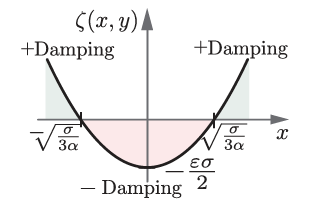 ζ(x, y)
+Damping +Damping
−√(σ/3α) √(σ/3α) x
− Damping −εσ/2